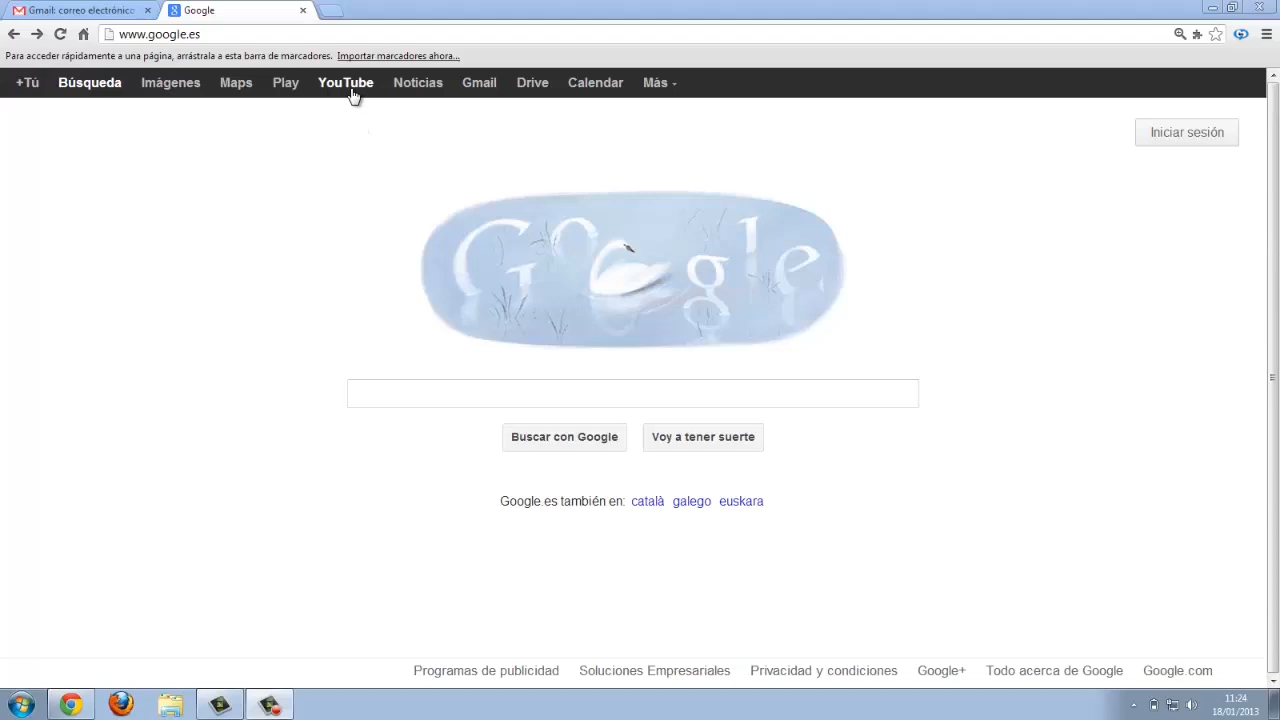 Gmail: correo electrónico
Google
www.google.es
Para acceder rápidamente a una página, arrástrala a esta barra de marcadores. Importar marcadores ahora...
+Tú Búsqueda Imágenes Maps Play YouTube Noticias Gmail Drive Calendar Más
Iniciar sesión
Google
Buscar con Google Voy a tener suerte
Google.es también en: català galego euskara
Programas de publicidad Soluciones Empresariales Privacidad y condiciones Google+ Todo acerca de Google Google.com
11:24
18/01/2013